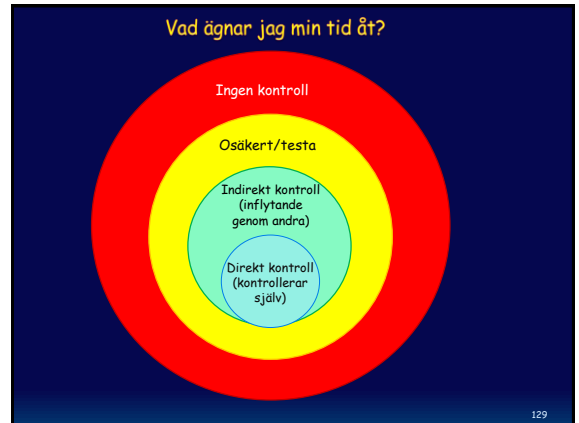 Vad ägnar jag min tid åt?
Ingen kontroll
Osäkert/testa
Indirekt kontroll
(inflytande
genom andra)
Direkt kontroll
(kontrollerar
själv)
129